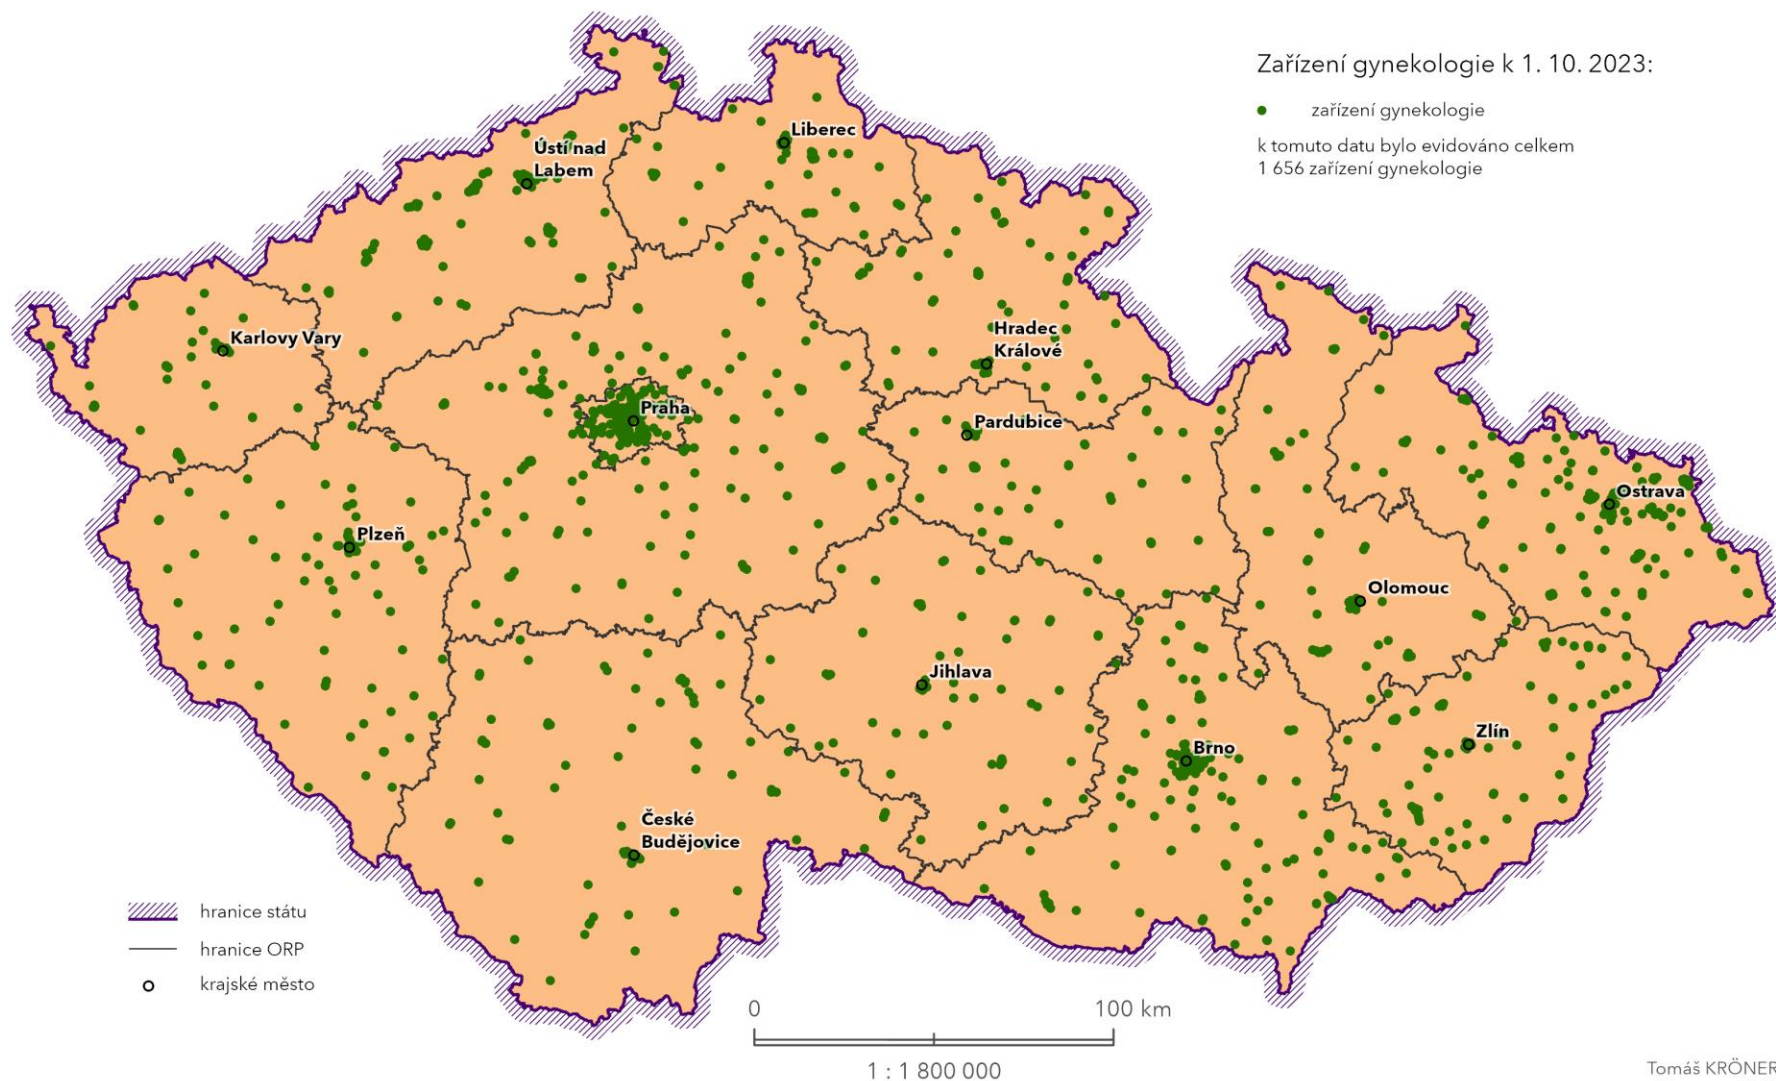 Zařízení gynekologie k 1. 10. 2023:
zařízení gynekologie
k tomuto datu bylo evidováno celkem
1 656 zařízení gynekologie
Liberec
Ústí nad
Labem
Karlovy Vary
Hradec
Králové
Praha
Pardubice
Ostrava
Plzeň
Olomouc
Jihlava
Zlín
Brno
České
Budějovice
hranice státu
hranice ORP
krajské město
0 100 km
1 : 1 800 000
Tomáš KRÖNER